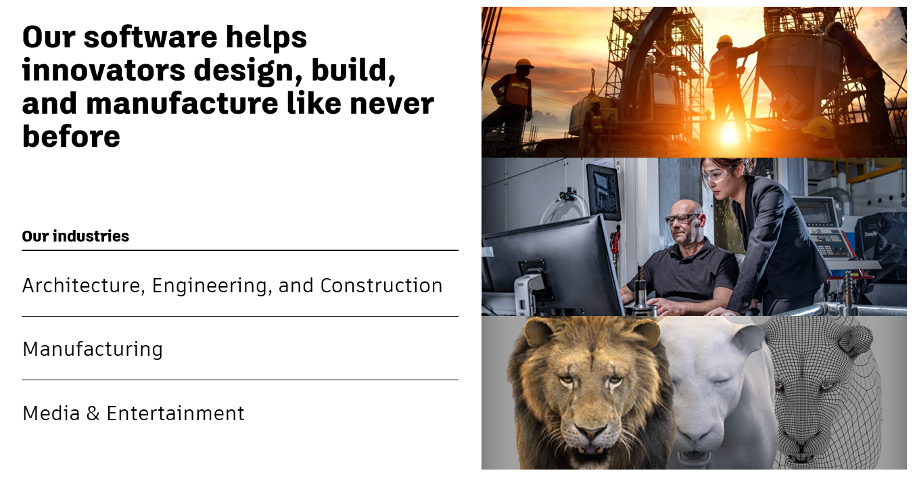 Our software helps
innovators design, build,
and manufacture like never
before
Our industries
Architecture, Engineering, and Construction
Manufacturing
Media & Entertainment